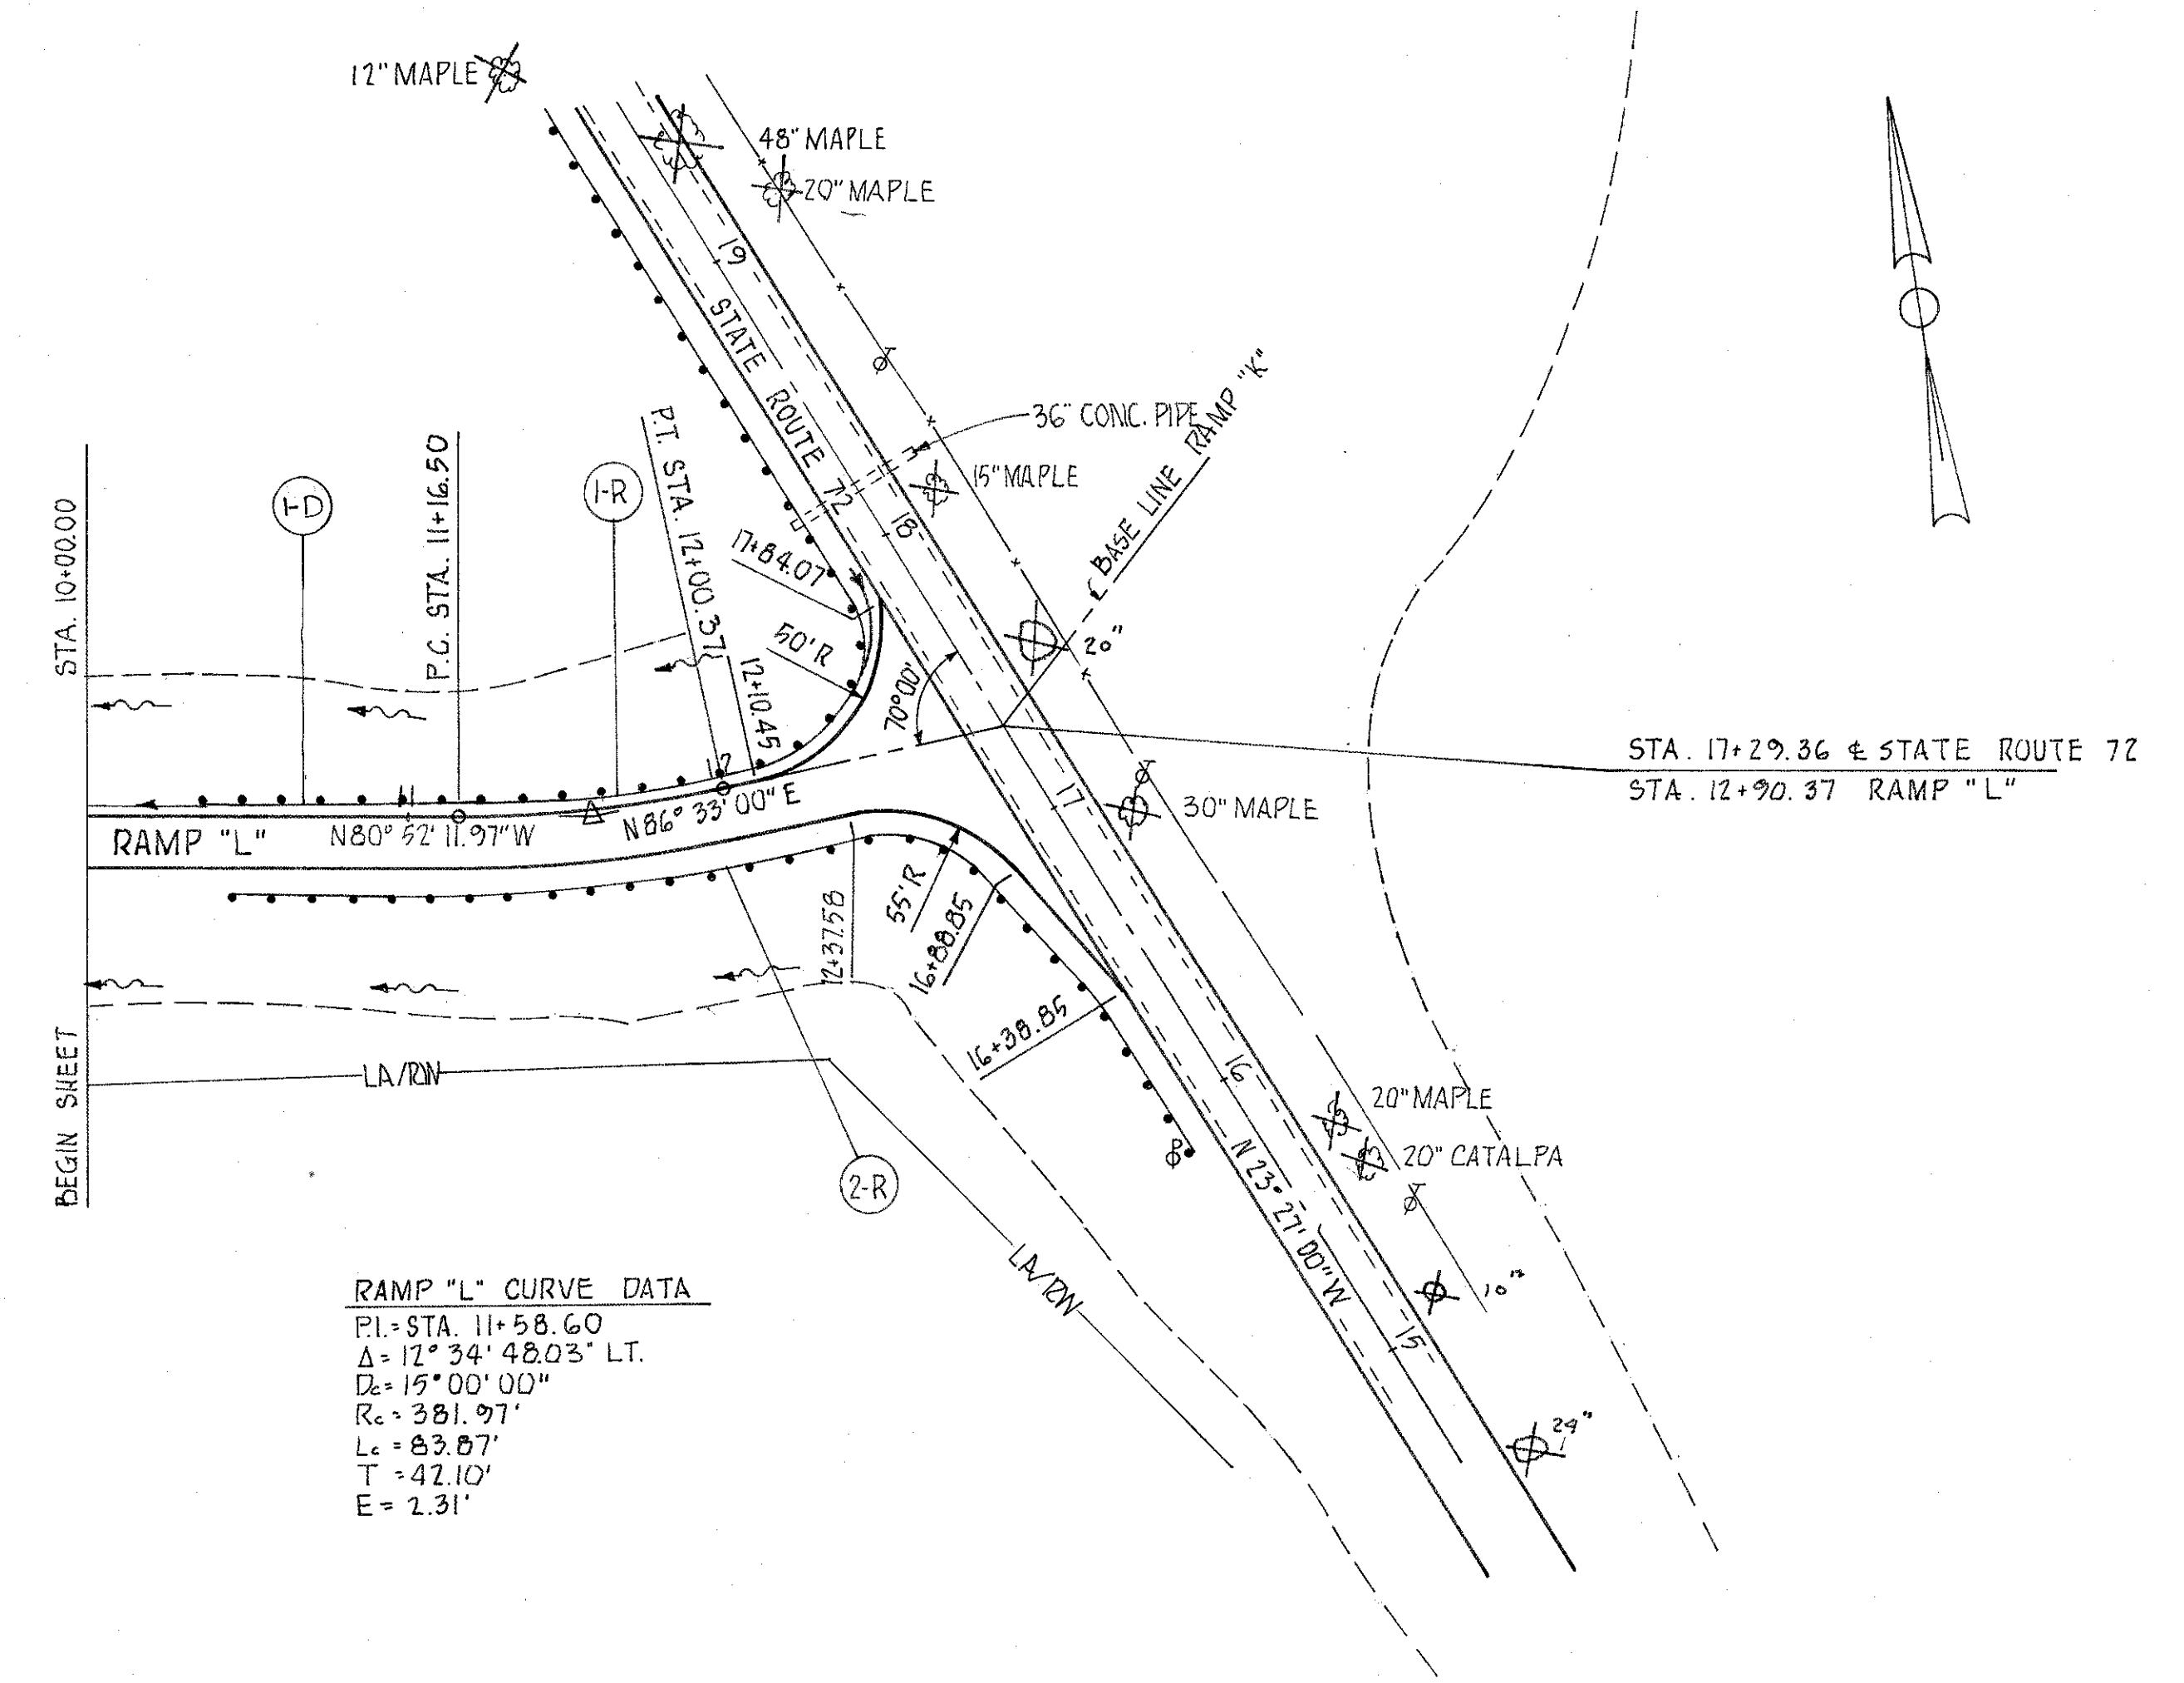 12" MAPLE
48" MAPLE
20" MAPLE
19
STATE ROUTE 72
36" CONC. PIPE
BASE LINE RAMP "K"
15" MAPLE
18
STA. 10+00.00
1-D
P.C. STA. 11+16.50
1-R
P.T. STA. 12+00.37
17+84.07
50' R
12+10.45
70°00'
20"
STA. 17+29.36 ℄ STATE ROUTE 72
STA. 12+90.37 RAMP "L"
12
17
30" MAPLE
RAMP "L"
N80° 52' 11.97" W
N86° 33' 00" E
12+37.58
55' R
16+88.85
16+38.85
BEGIN SHEET
LA/RW
16
20" MAPLE
20" CATALPA
2-R
N 23° 27' 00" W
LA/RW
10"
15
24"
RAMP "L" CURVE DATA
P.I.= STA. 11+58.60
Δ= 12° 34' 48.03" LT.
Dc= 15° 00' 00"
Rc= 381.97'
Lc = 83.87'
T = 42.10'
E = 2.31'